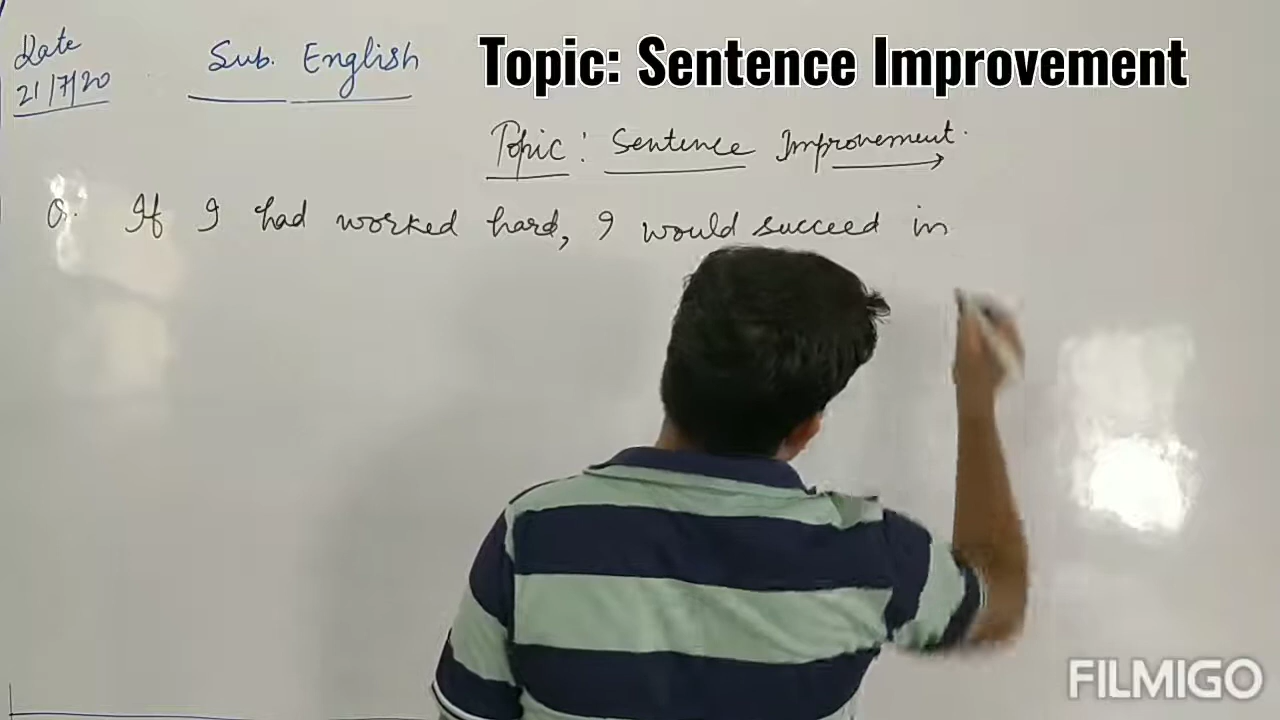 Date
21/7/20
Sub. English
Topic: Sentence Improvement
Topic: Sentence Improvement.
Q. If I had worked hard, I would succeed in
FILMIGO